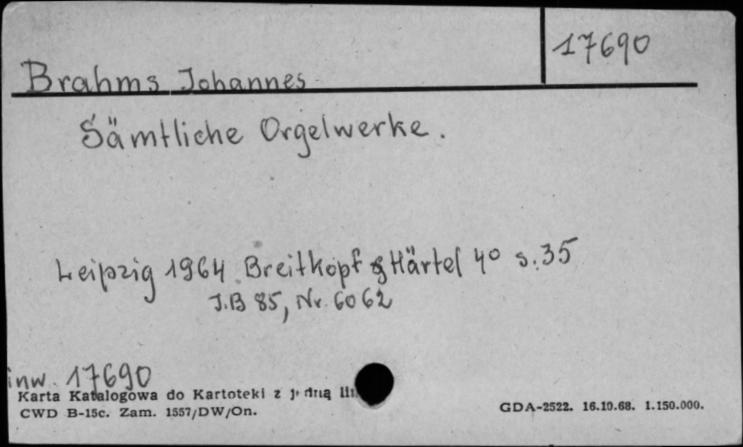 17690
Brahms Johannes
Sämtliche Orgelwerke.
Leipzig 1964 Breitkopf & Härtel 4° s. 35
J.B 85, Nr. 6062
inw. 17690
Karta Katalogowa do Kartoteki z jedną
CWD B-15c. Zam. 1557/DW/On.
GDA-2522. 16.10.68. 1.150.000.